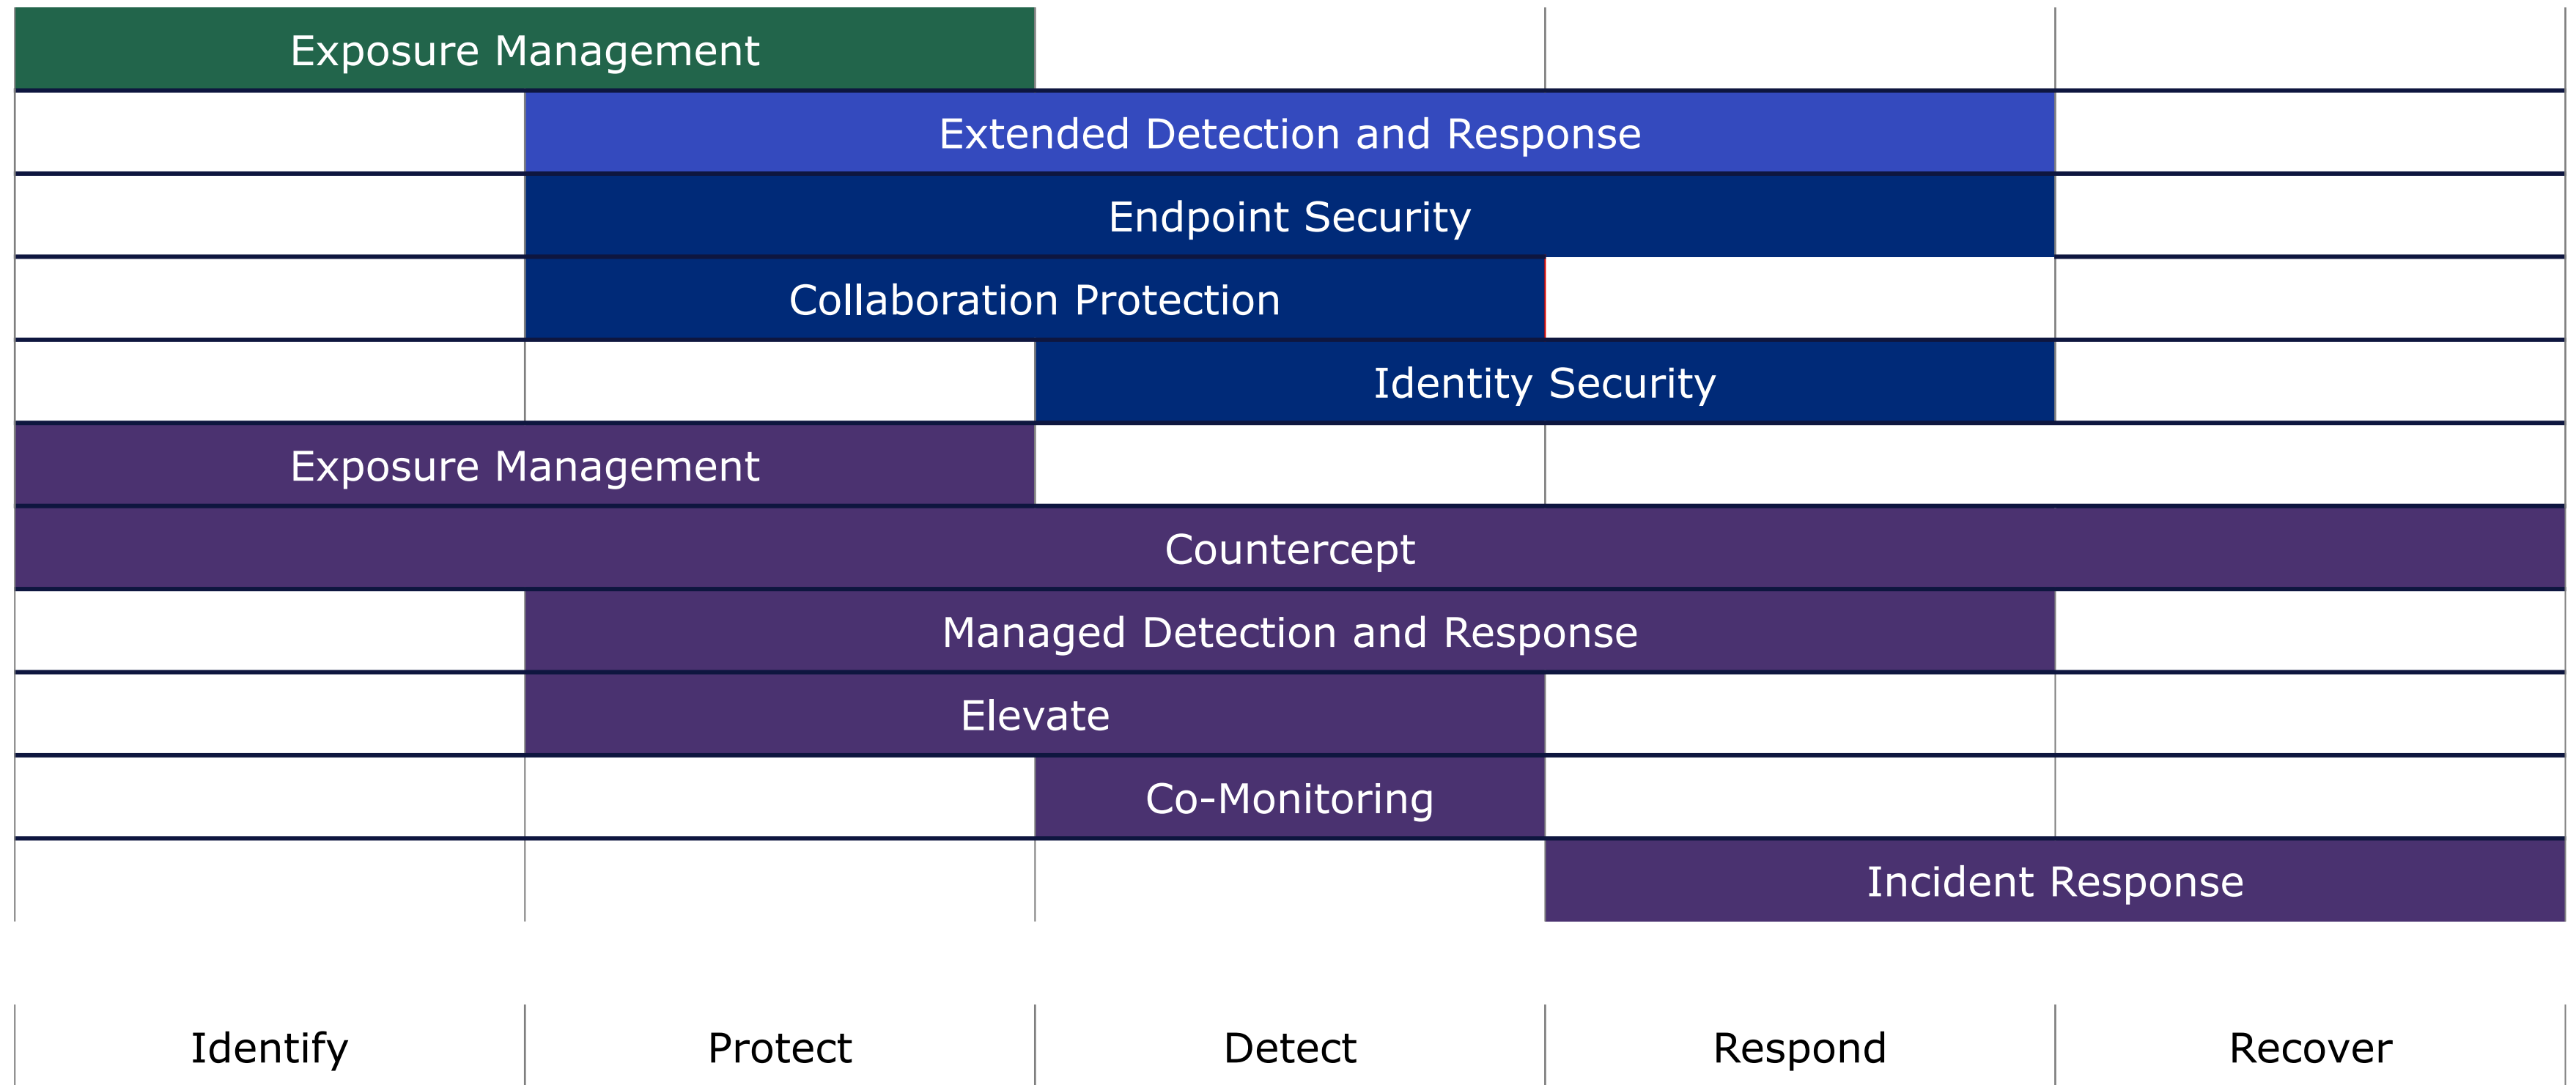 Exposure Management
Extended Detection and Response
Endpoint Security
Collaboration Protection
Identity Security
Exposure Management
Countercept
Managed Detection and Response
Elevate
Co-Monitoring
Incident Response
Identify
Protect
Detect
Respond
Recover